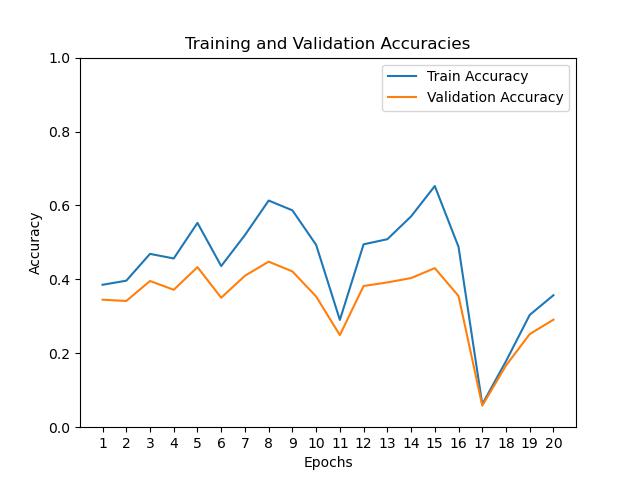 Training and Validation Accuracies
Train Accuracy
Validation Accuracy
1.0
0.8
0.6
0.4
0.2
0.0
Accuracy
1 2 3 4 5 6 7 8 9 10 11 12 13 14 15 16 17 18 19 20
Epochs